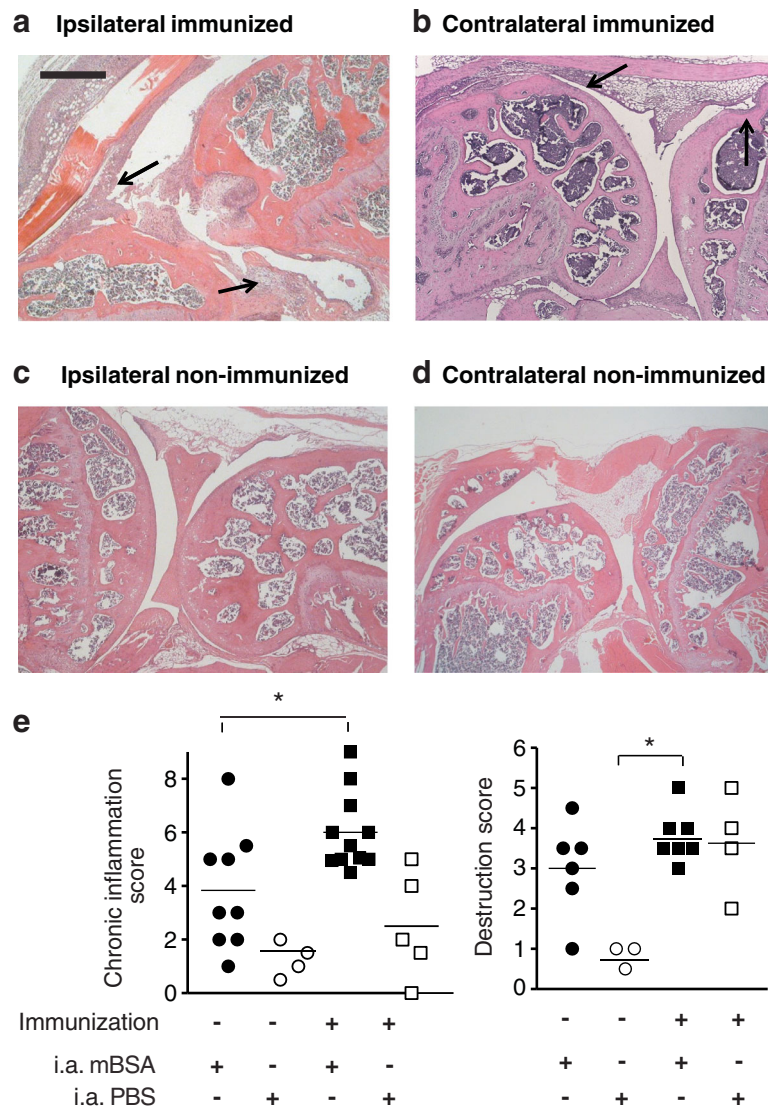 a Ipsilateral immunized
b Contralateral immunized
c Ipsilateral non-immunized
d Contralateral non-immunized
e
*
Chronic inflammation
score
8
6
4
2
0
*
Destruction score
6
5
4
3
2
1
0
Immunization - - + + - - + +
i.a. mBSA + - + - + - + -
i.a. PBS - + - + - + - +